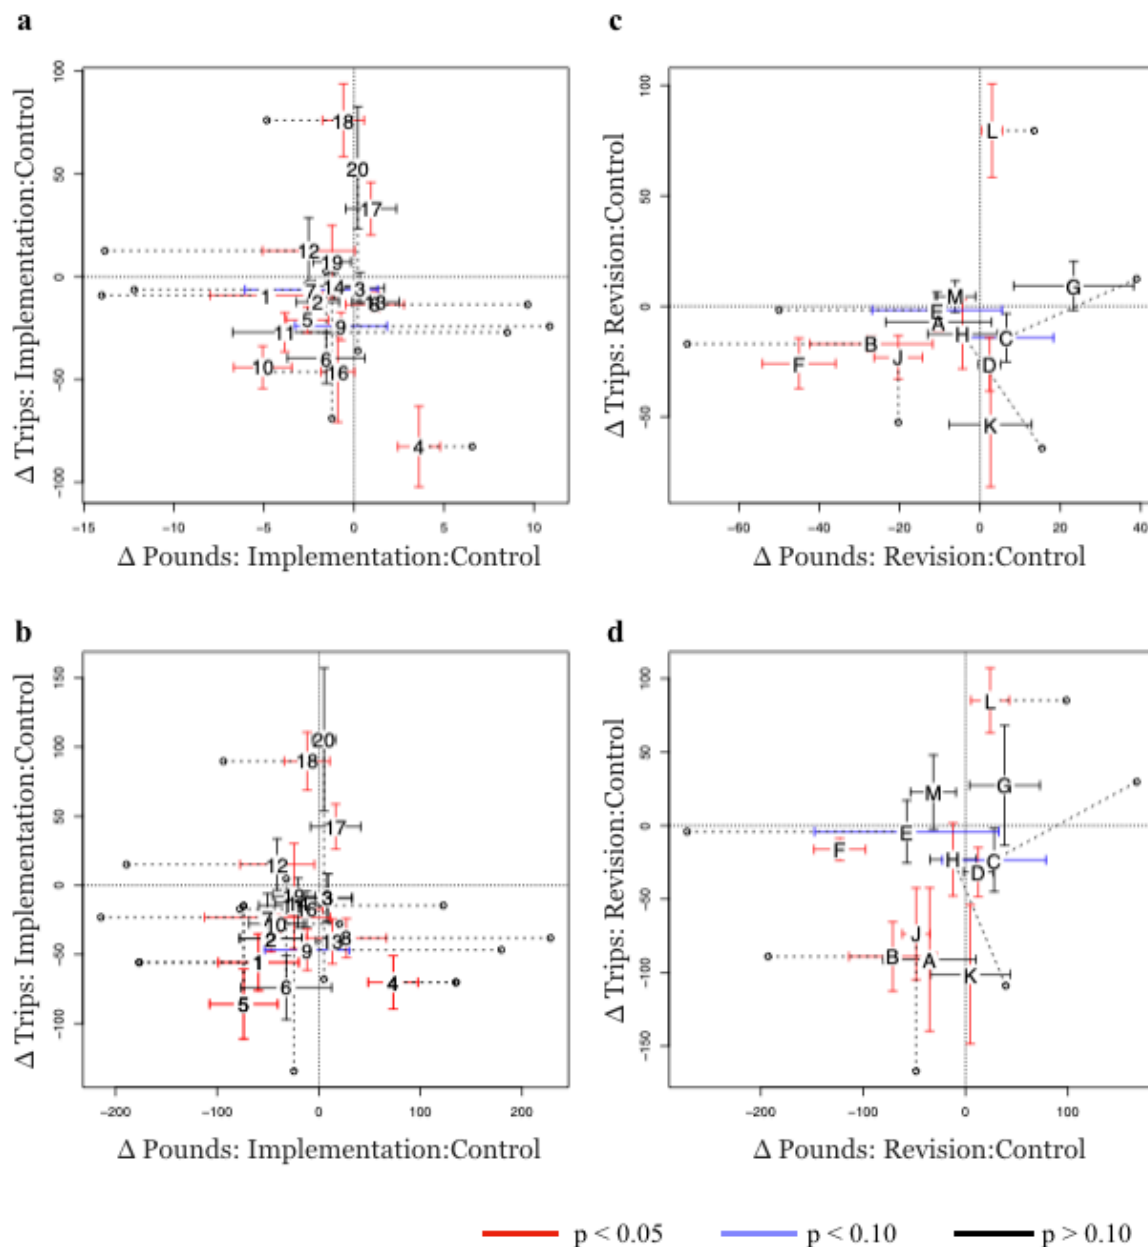 a
Δ Trips: Implementation:Control
100
50
0
-50
-100
18
20
17
12
19
14
3
7
1
2
13
8
5
9
11
6
10
16
4
-15
-10
-5
0
5
10
Δ Pounds: Implementation:Control
c
Δ Trips: Revision:Control
100
50
0
-50
L
G
M
E
A
H
C
B
J
F
D
K
-60
-40
-20
0
20
40
Δ Pounds: Revision:Control
b
Δ Trips: Implementation:Control
150
100
50
0
-50
-100
20
18
17
12
19
3
7
10
2
13
8
9
1
6
4
5
-200
-100
0
100
200
Δ Pounds: Implementation:Control
d
Δ Trips: Revision:Control
100
50
0
-50
-100
-150
L
G
M
E
F
H
C
D
J
B
A
K
-200
-100
0
100
Δ Pounds: Revision:Control
p < 0.05
p < 0.10
p > 0.10